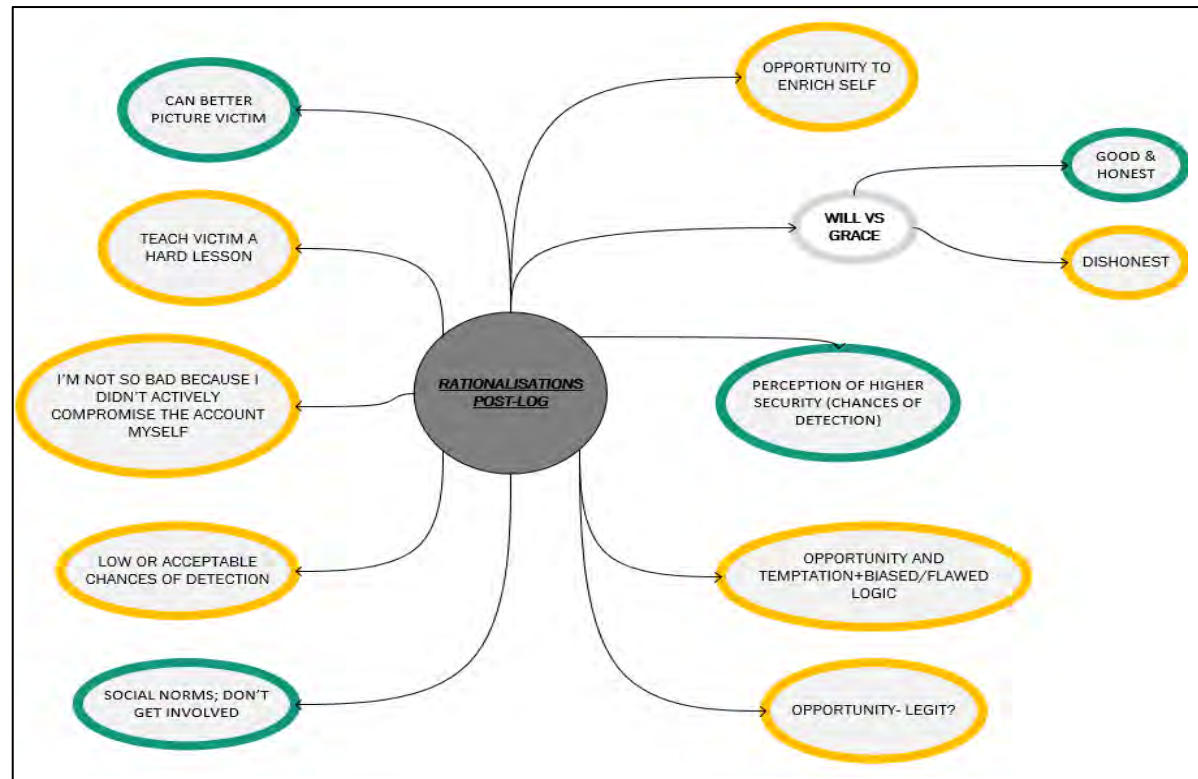 OPPORTUNITY TO
ENRICH SELF
CAN BETTER
PICTURE VICTIM
GOOD &
HONEST
WILL VS
GRACE
TEACH VICTIM
A HARD LESSON
DISHONEST
RATIONALISATIONS
POST-LOG
I'M NOT SO BAD BECAUSE I
DIDN'T ACTIVELY
COMPROMISE THE ACCOUNT
MYSELF
PERCEPTION OF HIGHER
SECURITY (CHANCES OF
DETECTION)
LOW OR ACCEPTABLE
CHANCES OF DETECTION
OPPORTUNITY AND
TEMPTATION+BIASED/FLAWED
LOGIC
SOCIAL NORMS; DON'T
GET INVOLVED
OPPORTUNITY- LEGIT?